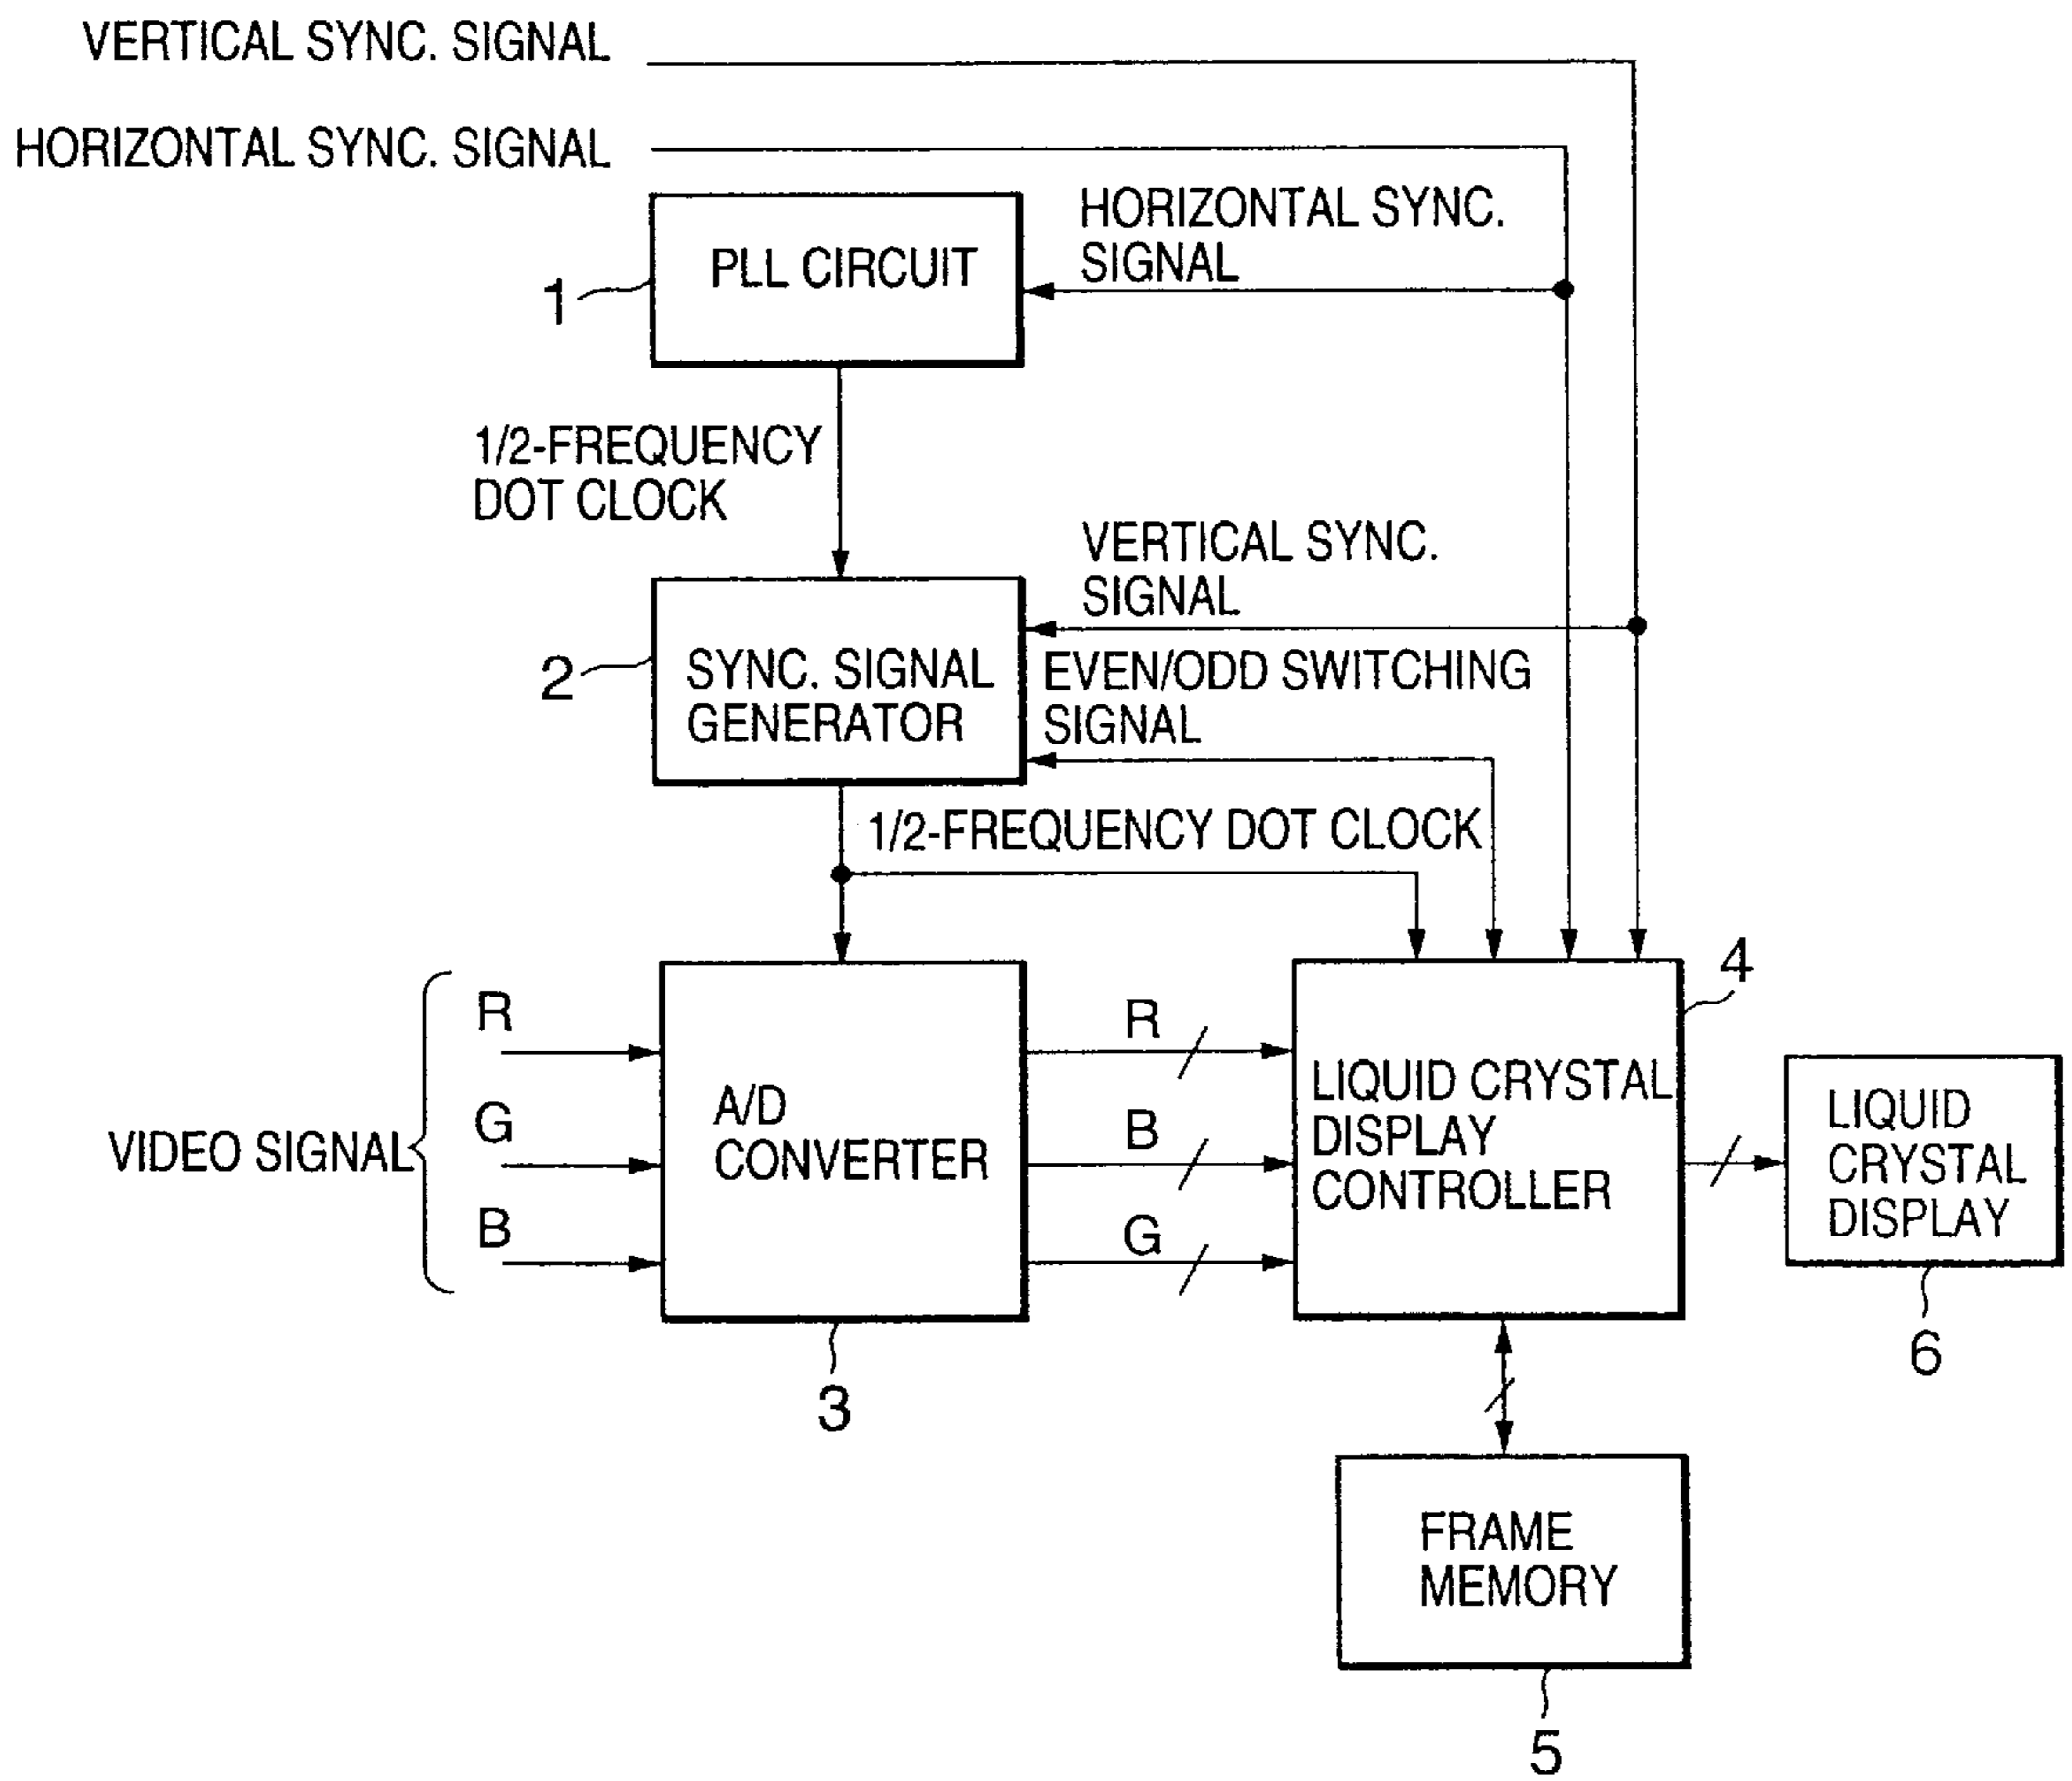 VERTICAL SYNC. SIGNAL
HORIZONTAL SYNC. SIGNAL
HORIZONTAL SYNC.
SIGNAL
PLL CIRCUIT
1
1/2-FREQUENCY
DOT CLOCK
VERTICAL SYNC.
SIGNAL
2
SYNC. SIGNAL
GENERATOR
EVEN/ODD SWITCHING
SIGNAL
1/2-FREQUENCY DOT CLOCK
4
VIDEO SIGNAL
R
G
B
A/D
CONVERTER
3
R
B
G
LIQUID CRYSTAL
DISPLAY
CONTROLLER
LIQUID
CRYSTAL
DISPLAY
6
FRAME
MEMORY
5